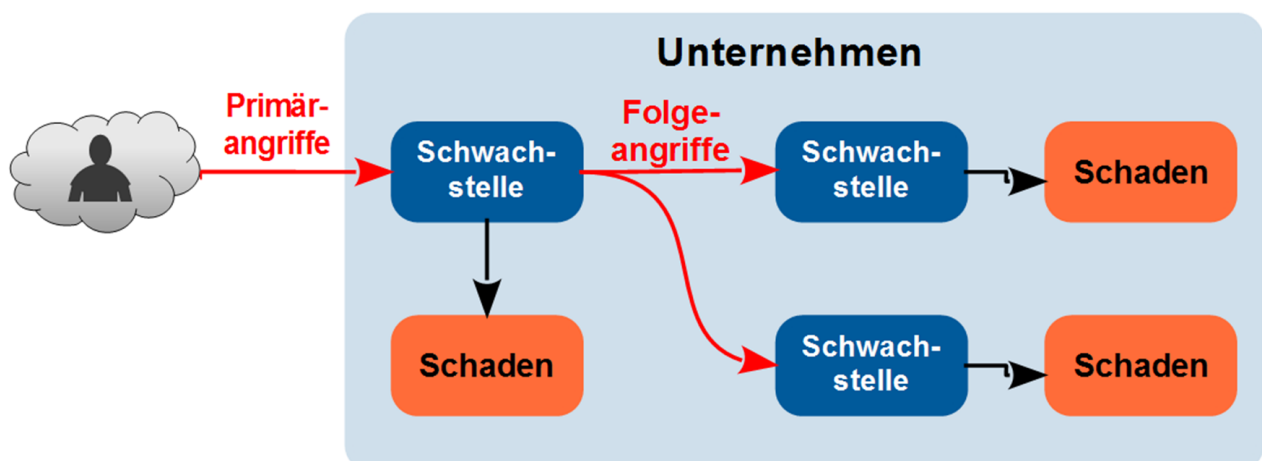 Unternehmen
Primär-
angriffe
Schwach-
stelle
Folge-
angriffe
Schwach-
stelle
Schaden
Schaden
Schwach-
stelle
Schaden